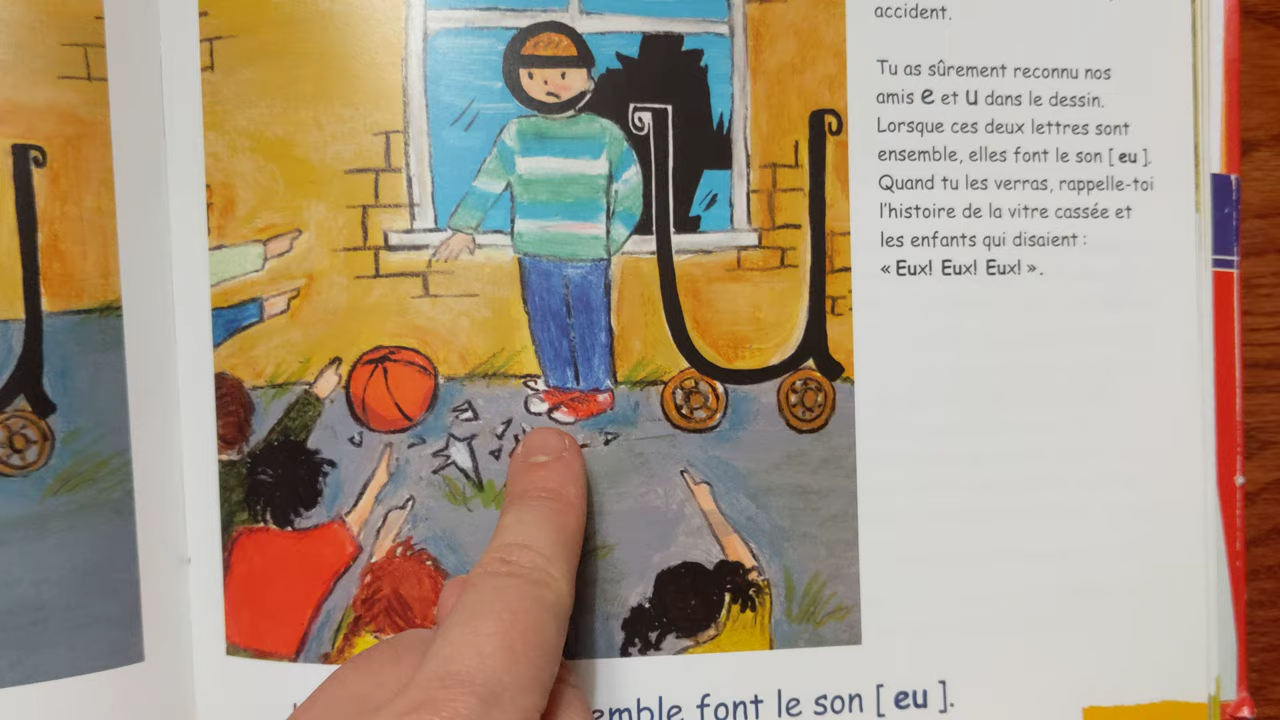 accident.
Tu as sûrement reconnu nos
amis e et u dans le dessin.
Lorsque ces deux lettres sont
ensemble, elles font le son [ eu ].
Quand tu les verras, rappelle-toi
l'histoire de la vitre cassée et
les enfants qui disaient :
« Eux! Eux! Eux! ».
font le son [ eu ].